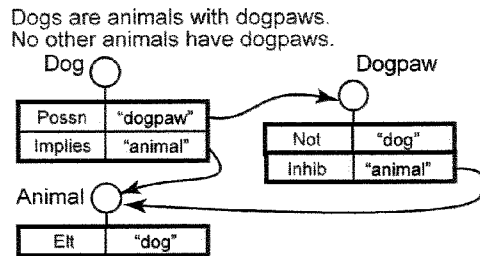 Dogs are animals with dogpaws.
No other animals have dogpaws.
Dog
Dogpaw
Possn "dogpaw"
Implies "animal"
Not "dog"
Inhib "animal"
Animal
Elt "dog"